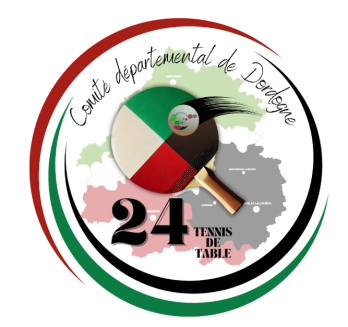 Comité départemental de Dordogne
24
TENNIS
DE
TABLE